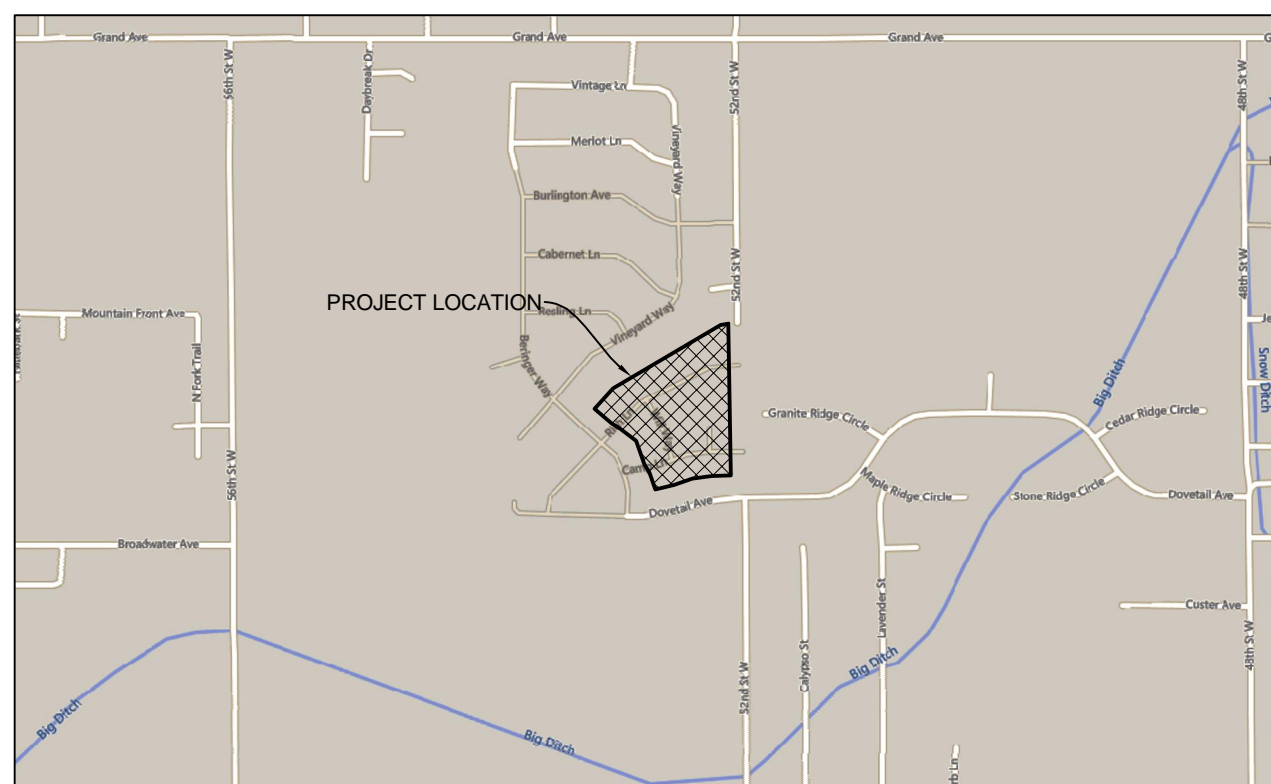 Grand Ave
Grand Ave
Grand Ave
56th St W
Daybreak Dr
52nd St W
48th St W
Vintage Ln
Merlot Ln
Vineyard Way
Burlington Ave
Cabernet Ln
52nd St W
48th St W
PROJECT LOCATION
Resling Ln
Vineyard Way
Mountain Front Ave
N Fork Trail
Beringer Way
Big Ditch
Snow Ditch
Granite Ridge Circle
Cedar Ridge Circle
56th St W
Maple Ridge Circle
Stone Ridge Circle
Dovetail Ave
Dovetail Ave
Broadwater Ave
Custer Ave
Calypso St
Lavender St
48th St W
Big Ditch
52nd St W
Big Ditch
Big Ditch